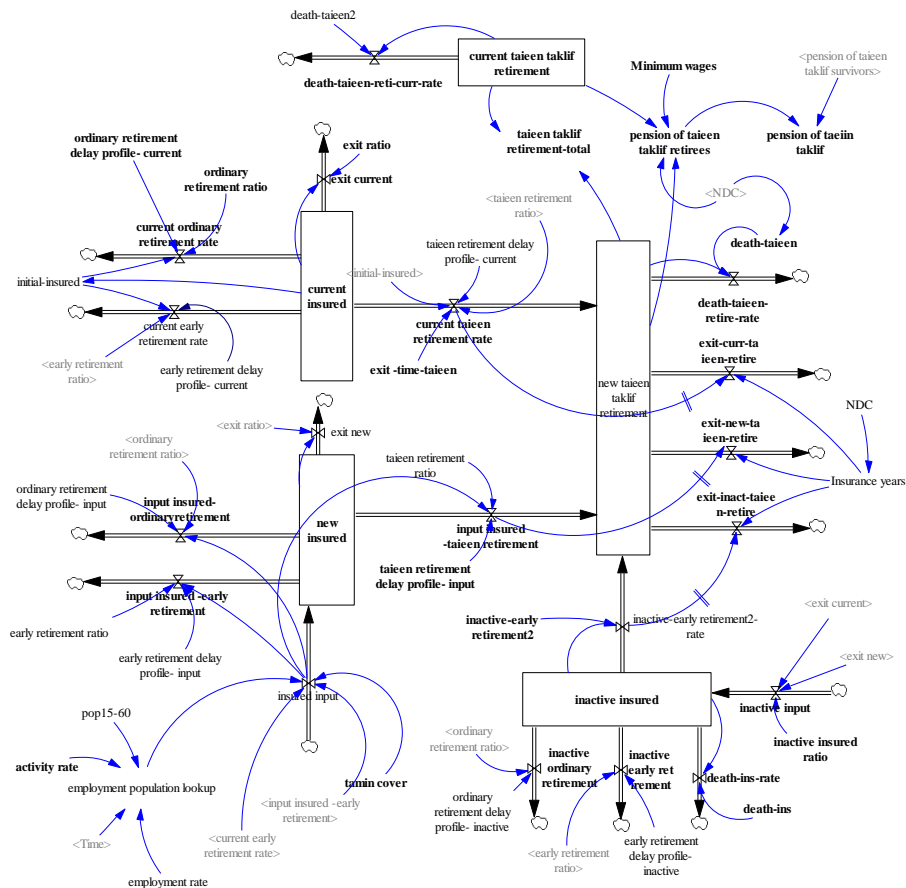 death-taieen2
current taieen taklif
retirement
death-taieen-reti-curr-rate
Minimum wages
<pension of taieen
taklif survivors>
ordinary retirement
delay profile- current
exit ratio
taieen taklif
retirement-total
pension of taieen
taklif retirees
pension of taeiin
taklif
ordinary
retirement ratio
exit current
<NDC>
<taieen retirement
ratio>
current ordinary
retirement rate
taieen retirement delay
profile- current
death-taieen
initial-insured
<initial-insured>
current
insured
death-taieen-
retire-rate
current early
retirement rate
current taieen
retirement rate
exit-curr-ta
ieen-retire
<early retirement
ratio>
early retirement delay
profile- current
exit -time-taieen
new taieen
taklif
retirement
NDC
<exit ratio>
exit new
exit-new-ta
ieen-retire
<ordinary
retirement ratio>
taieen retirement
ratio
Insurance years
ordinary retirement
delay profile- input
input insured-
ordinaryretirement
new
insured
exit-inact-taiee
n-retire
input insured
-taieen retirement
taieen retirement
delay profile- input
input insured -early
retirement
early retirement ratio
inactive-early
retirement2
inactive-early retirement2-
rate
<exit current>
early retirement delay
profile- input
<exit new>
insured input
inactive insured
inactive input
pop15-60
inactive insured
ratio
<ordinary
retirement ratio>
inactive
ordinary
retirement
inactive
early ret
irement
death-ins-rate
activity rate
employment population lookup
tamin cover
<input insured -early
retirement>
ordinary
retirement delay
profile- inactive
death-ins
<Time>
<current early
retirement rate>
<early retirement
ratio>
early retirement
delay profile-
inactive
employment rate